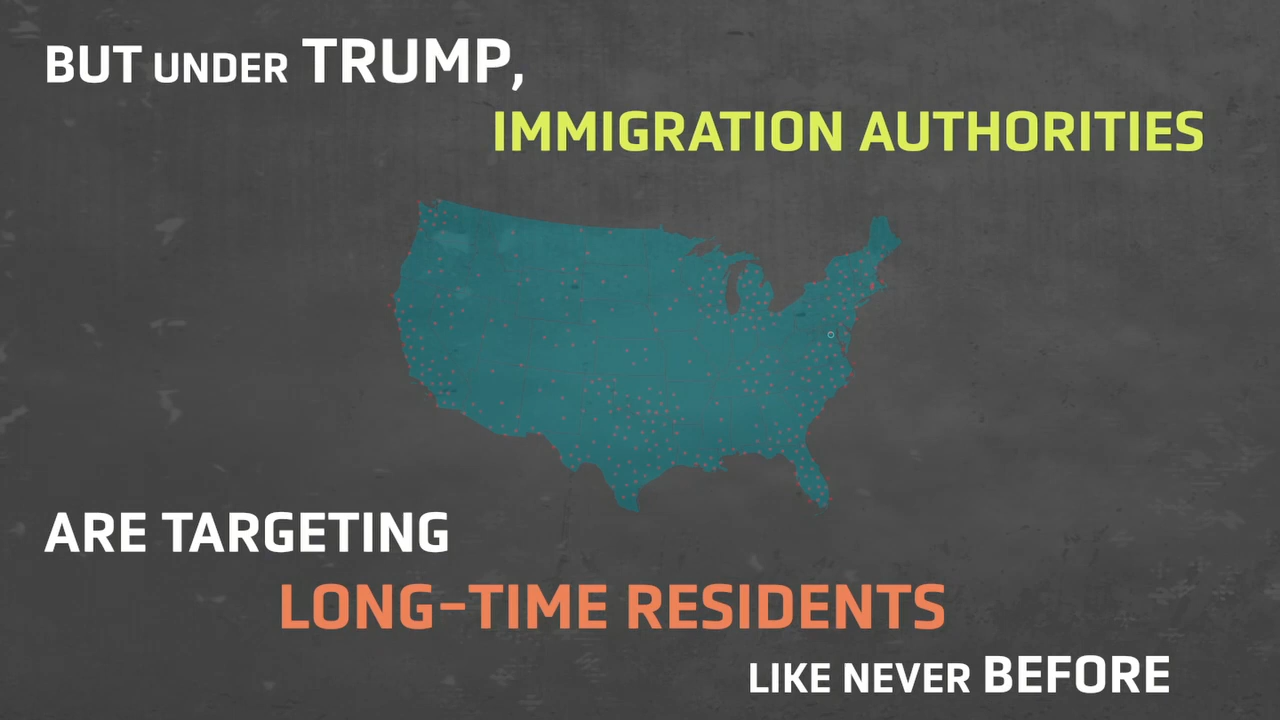 BUT UNDER TRUMP,
IMMIGRATION AUTHORITIES
ARE TARGETING
LONG-TIME RESIDENTS
LIKE NEVER BEFORE